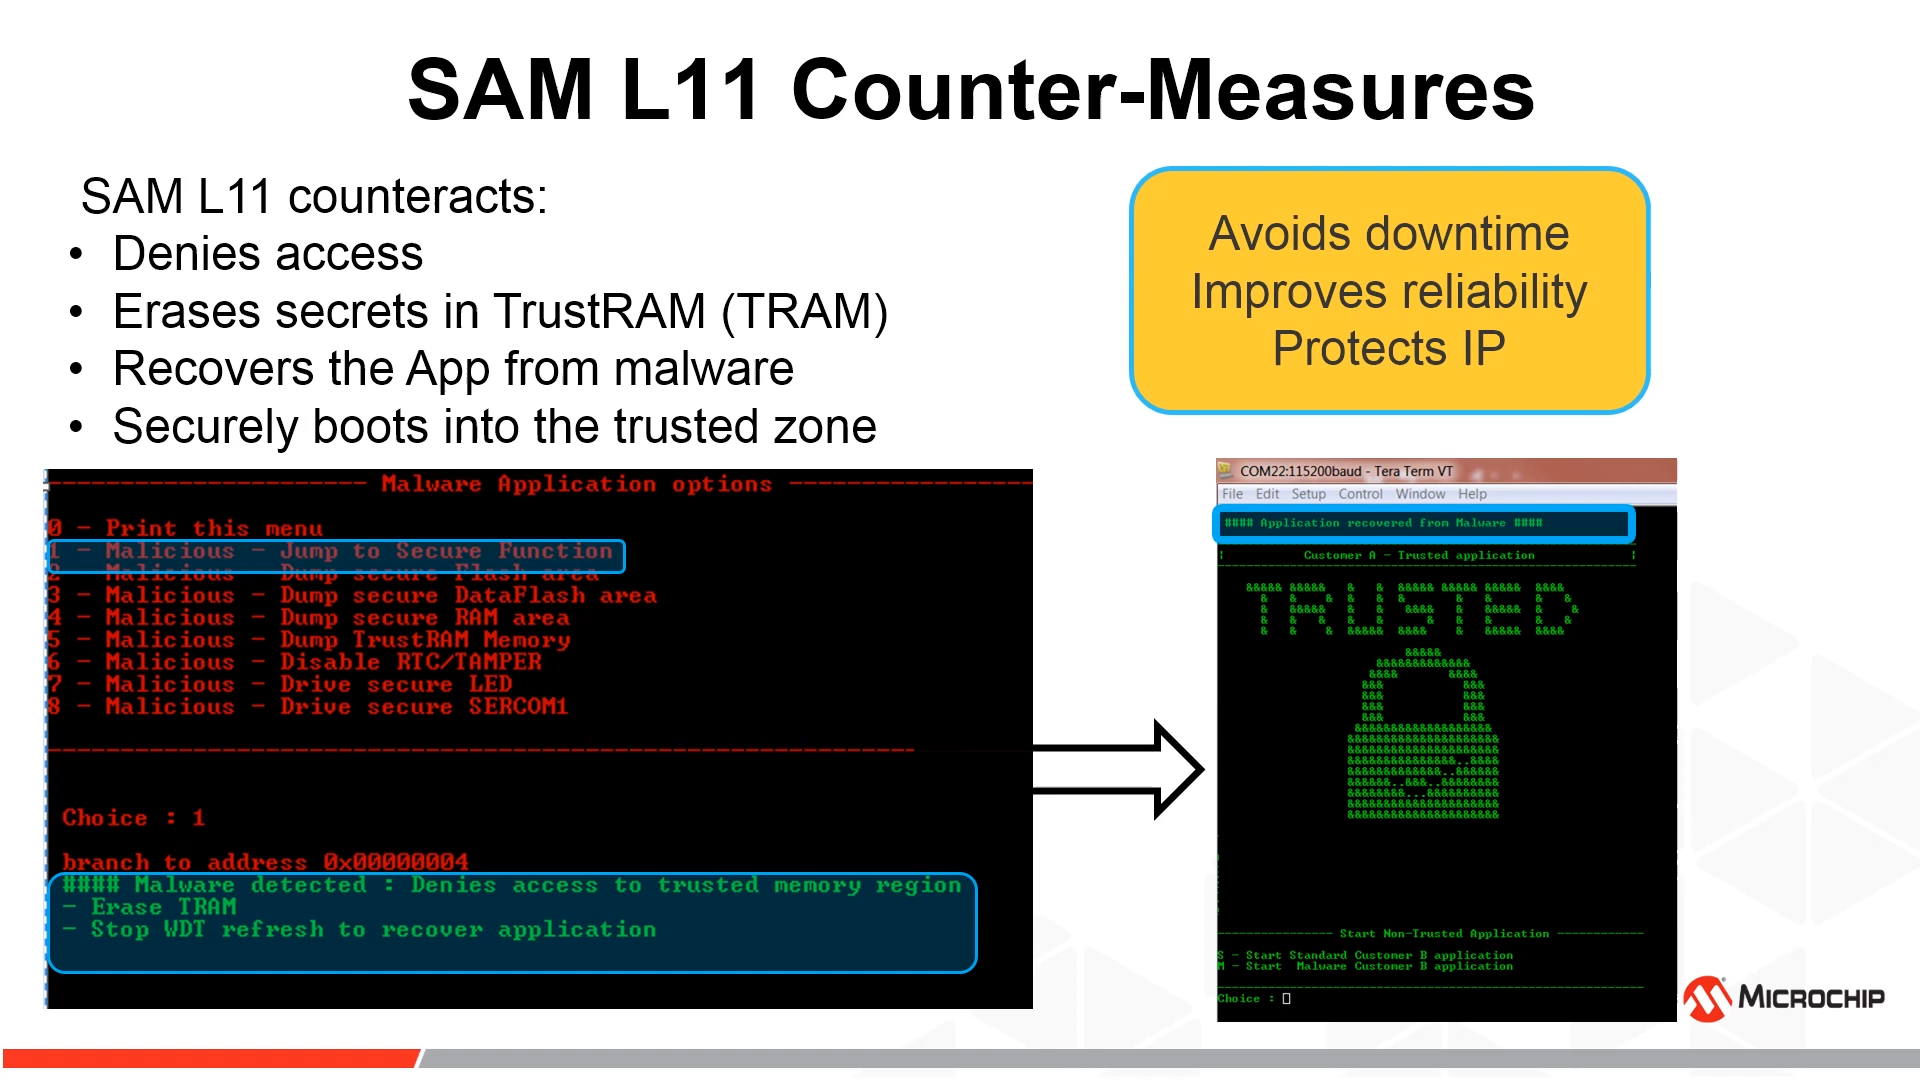 SAM L11 Counter-Measures
SAM L11 counteracts:
• Denies access
• Erases secrets in TrustRAM (TRAM)
• Recovers the App from malware
• Securely boots into the trusted zone
Avoids downtime
Improves reliability
Protects IP
---------------------- Malware Application options -----------------
0 - Print this menu
1 - Malicious - Jump to Secure Function
2 - Malicious - Dump secure Flash area
3 - Malicious - Dump secure DataFlash area
4 - Malicious - Dump secure RAM area
5 - Malicious - Dump TrustRAM Memory
6 - Malicious - Disable RTC/TAMPER
7 - Malicious - Drive secure LED
8 - Malicious - Drive secure SERCOM1
Choice : 1
branch to address 0x00000004
#### Malware detected : Denies access to trusted memory region
- Erase TRAM
- Stop WDT refresh to recover application
COM22:115200baud - Tera Term VT
File Edit Setup Control Window Help
#### Application recovered from Malware ####
Customer A - Trusted application
TRUSTED
---------------- Start Non-Trusted Application ------------
S - Start Standard Customer B application
M - Start  Malware Customer B application
Choice :
MICROCHIP